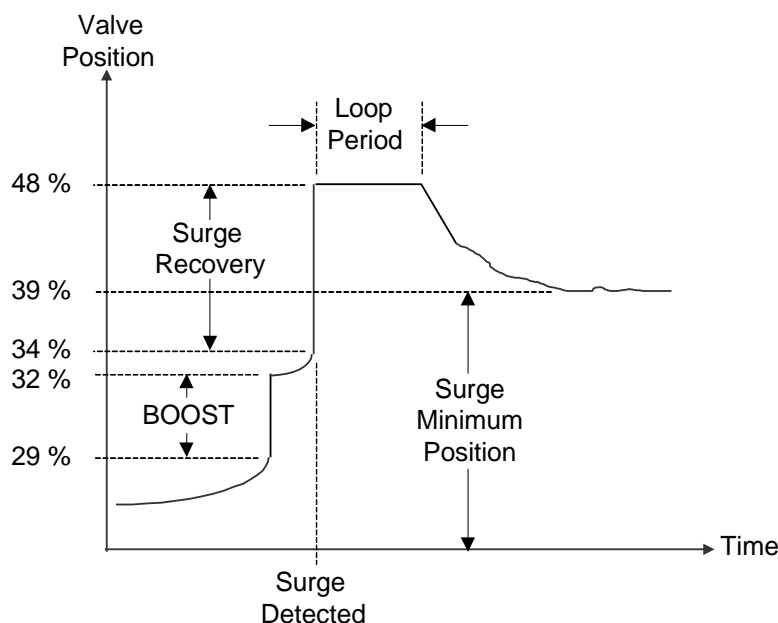 Valve
Position
Loop
Period
48 %
Surge
Recovery
39 %
34 %
32 %
BOOST
29 %
Surge
Minimum
Position
Time
Surge
Detected